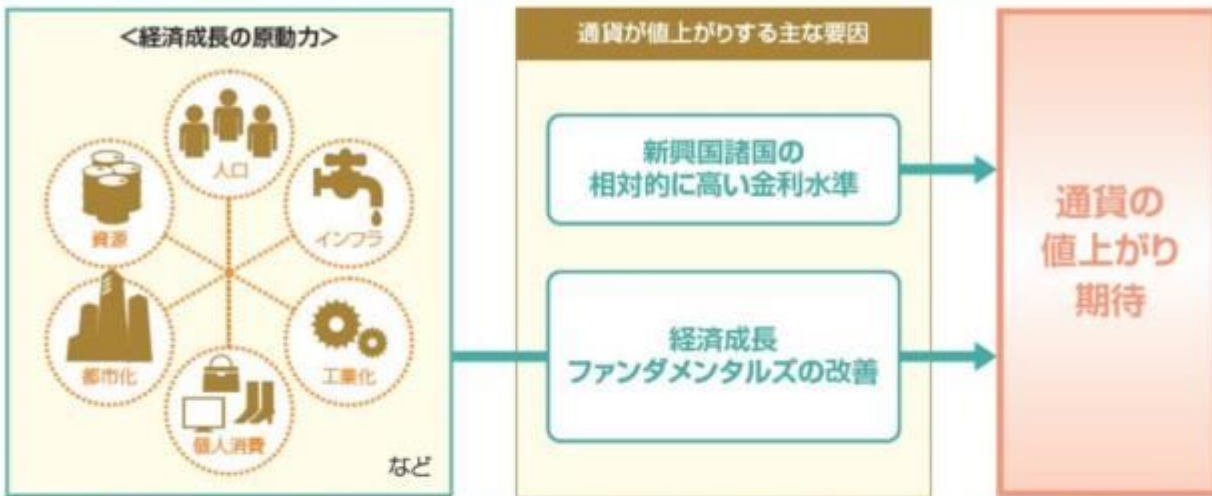 <経済成長の原動力>
人口
資源
インフラ
都市化
工業化
個人消費
など
通貨が値上がりする主な要因
新興国諸国の
相対的に高い金利水準
経済成長
ファンダメンタルズの改善
通貨の
値上がり
期待